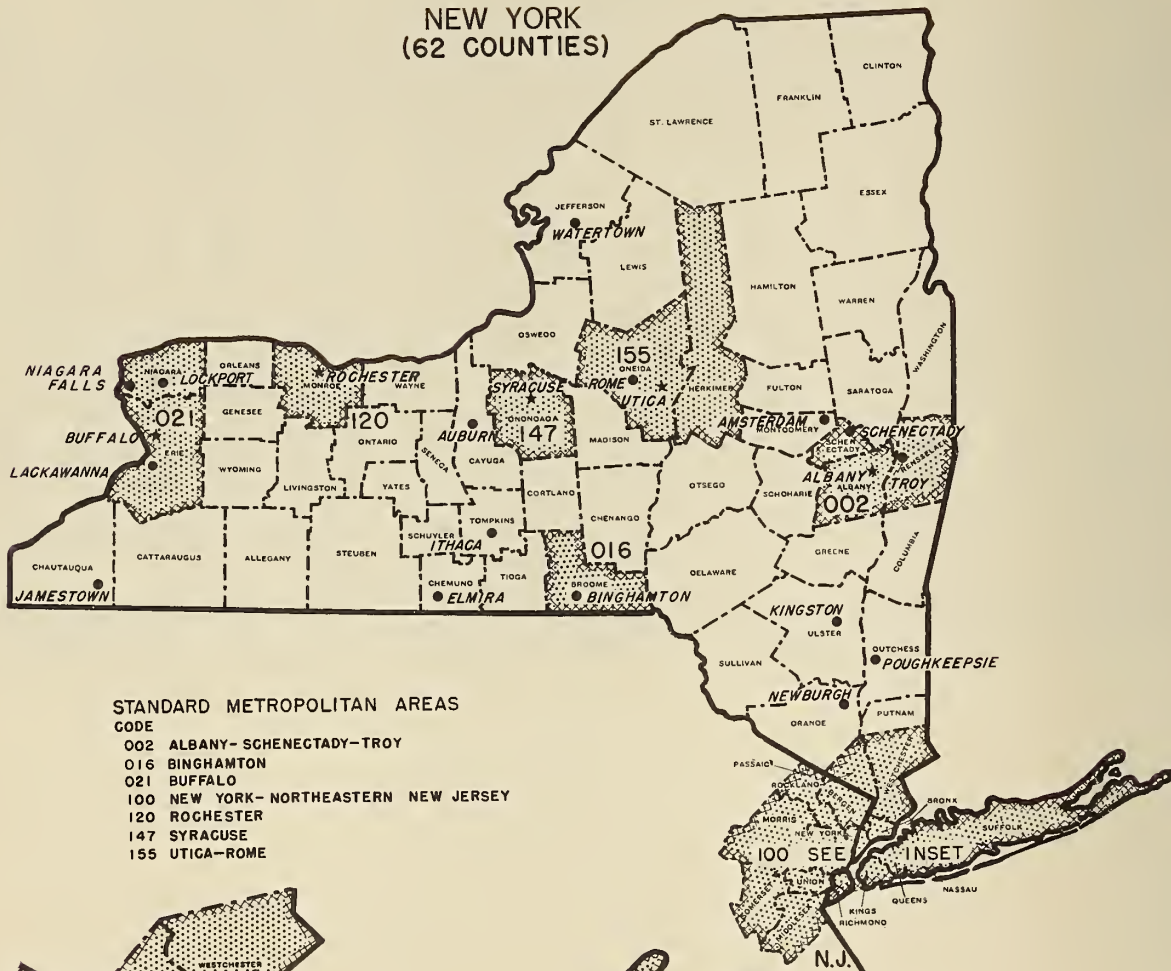 NEW YORK
(62 COUNTIES)
CLINTON
FRANKLIN
ST. LAWRENCE
ESSEX
JEFFERSON
WATERTOWN
LEWIS
HAMILTON
WARREN
WASHINGTON
OSWEGO
155
ONEIDA
ROME
UTICA
HERKIMER
FULTON
SARATOGA
NIAGARA FALLS
NIAGARA
LOCKPORT
ORLEANS
MONROE
ROCHESTER
WAYNE
SYRACUSE
ONONDAGA
147
021
GENESEE
120
ONTARIO
AUBURN
MADISON
AMSTERDAM
MONTGOMERY
SCHENECTADY
SCHENECTADY
BUFFALO
ERIE
SENECA
CAYUGA
RENSSELAER
LACKAWANNA
WYOMING
LIVINGSTON
YATES
CORTLAND
OTSEGO
SCHOHARIE
ALBANY
ALBANY
TROY
002
CHENANGO
TOMPKINS
SCHUYLER
ITHACA
016
CHAUTAUQUA
CATTARAUGUS
ALLEGANY
STEUBEN
GREENE
COLUMBIA
DELAWARE
JAMESTOWN
CHEMUNG
ELMIRA
TIOGA
BROOME
BINGHAMTON
KINGSTON
ULSTER
SULLIVAN
DUTCHESS
POUGHKEEPSIE
NEWBURGH
ORANGE
PUTNAM
STANDARD METROPOLITAN AREAS
CODE
002 ALBANY-SCHENECTADY-TROY
016 BINGHAMTON
021 BUFFALO
100 NEW YORK-NORTHEASTERN NEW JERSEY
120 ROCHESTER
147 SYRACUSE
155 UTICA-ROME
PASSAIC
ROCKLAND
BERGEN
WESTCHESTER
MORRIS
NEW YORK
BRONX
SUFFOLK
100 SEE INSET
UNION
NASSAU
SOMERSET
QUEENS
KINGS
RICHMOND
MIDDLESEX
N.J.
WESTCHESTER